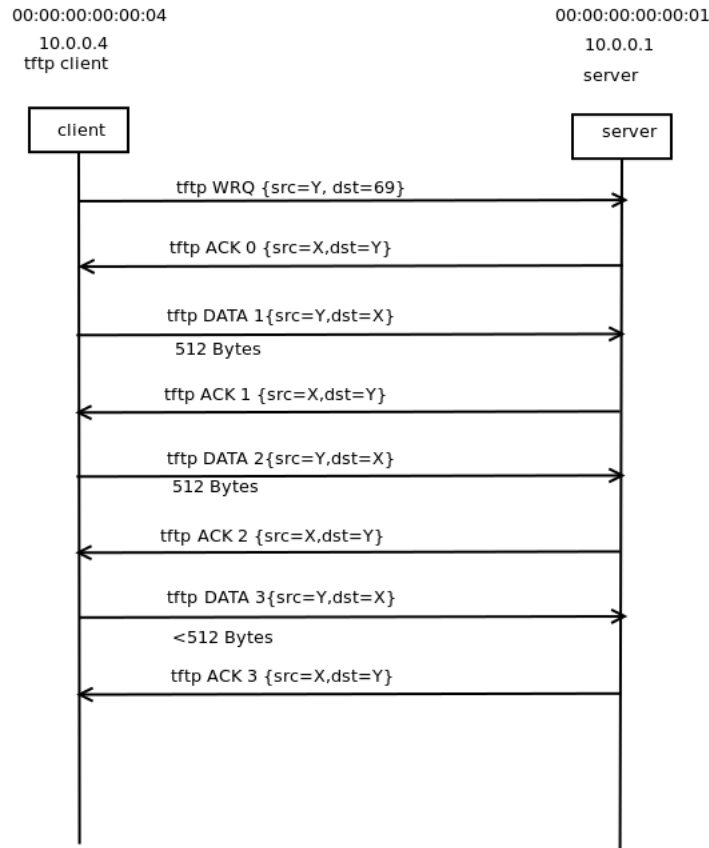 00:00:00:00:00:04
00:00:00:00:00:01
10.0.0.4
10.0.0.1
tftp client
server
client
server
tftp WRQ {src=Y, dst=69}
tftp ACK 0 {src=X,dst=Y}
tftp DATA 1{src=Y,dst=X}
512 Bytes
tftp ACK 1 {src=X,dst=Y}
tftp DATA 2{src=Y,dst=X}
512 Bytes
tftp ACK 2 {src=X,dst=Y}
tftp DATA 3{src=Y,dst=X}
<512 Bytes
tftp ACK 3 {src=X,dst=Y}